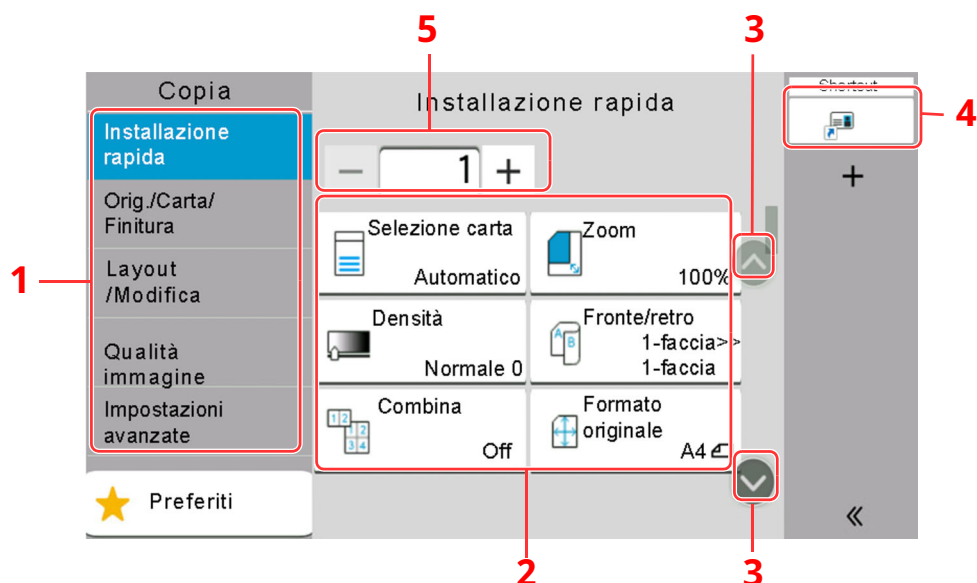 5
3
Copia
Installazione rapida
Shortcut
4
Installazione
rapida
1
Orig./Carta/
Finitura
Selezione carta
Automatico
Zoom
100%
1
Layout
/Modifica
Densità
Normale 0
Fronte/retro
1-faccia>>
1-faccia
Qualità
immagine
Impostazioni
avanzate
Combina
Off
Formato
originale
A4
Preferiti
2
3